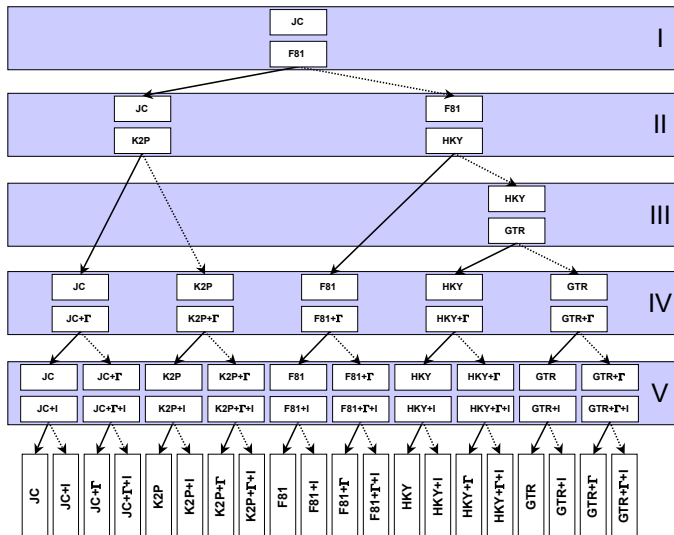 JC
I
F81
JC F81
II
K2P HKY
HKY
III
GTR
JC K2P F81 HKY GTR
IV
JC+Γ K2P+Γ F81+Γ HKY+Γ GTR+Γ
JC JC+Γ K2P K2P+Γ F81 F81+Γ HKY HKY+Γ GTR GTR+Γ
V
JC+I JC+Γ+I K2P+I K2P+Γ+I F81+I F81+Γ+I HKY+I HKY+Γ+I GTR+I GTR+Γ+I
JC
JC+I
JC+Γ
JC+Γ+I
K2P
K2P+I
K2P+Γ
K2P+Γ+I
F81
F81+I
F81+Γ
F81+Γ+I
HKY
HKY+I
HKY+Γ
HKY+Γ+I
GTR
GTR+I
GTR+Γ
GTR+Γ+I